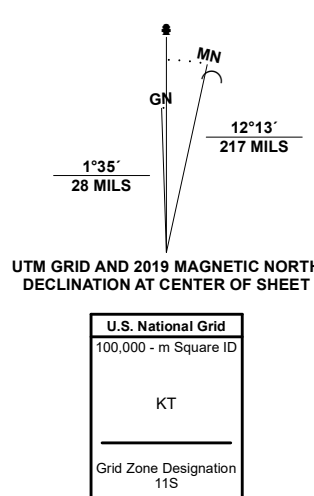 MN
GN
12°13´
217 MILS
1°35´
28 MILS
UTM GRID AND 2019 MAGNETIC NORTH
DECLINATION AT CENTER OF SHEET
U.S. National Grid
100,000 - m Square ID
KT
Grid Zone Designation
11S